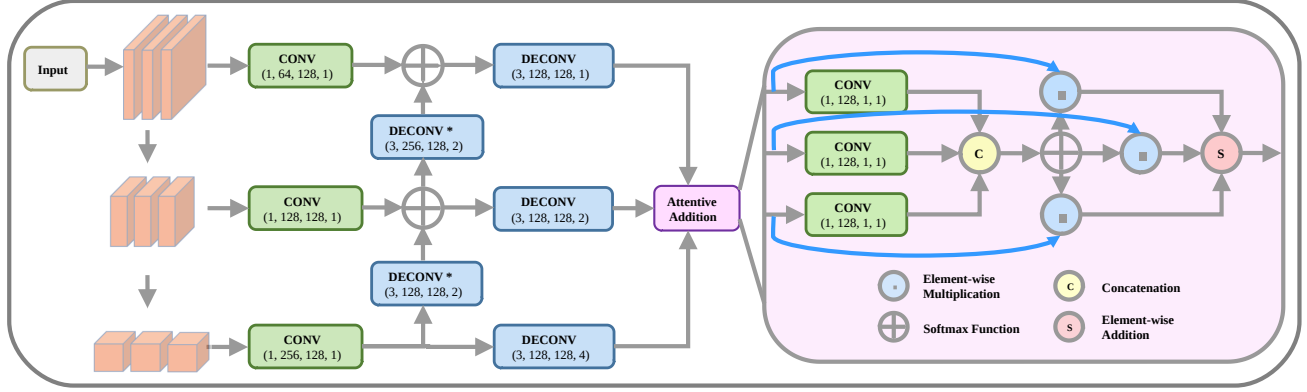 Input
CONV
(1, 64, 128, 1)
DECONV
(3, 128, 128, 1)
DECONV *
(3, 256, 128, 2)
CONV
(1, 128, 128, 1)
DECONV
(3, 128, 128, 2)
DECONV *
(3, 128, 128, 2)
CONV
(1, 256, 128, 1)
DECONV
(3, 128, 128, 4)
Attentive
Addition
CONV
(1, 128, 1, 1)
CONV
(1, 128, 1, 1)
CONV
(1, 128, 1, 1)
C
S
Element-wise
Multiplication
C
Concatenation
Softmax Function
S
Element-wise
Addition